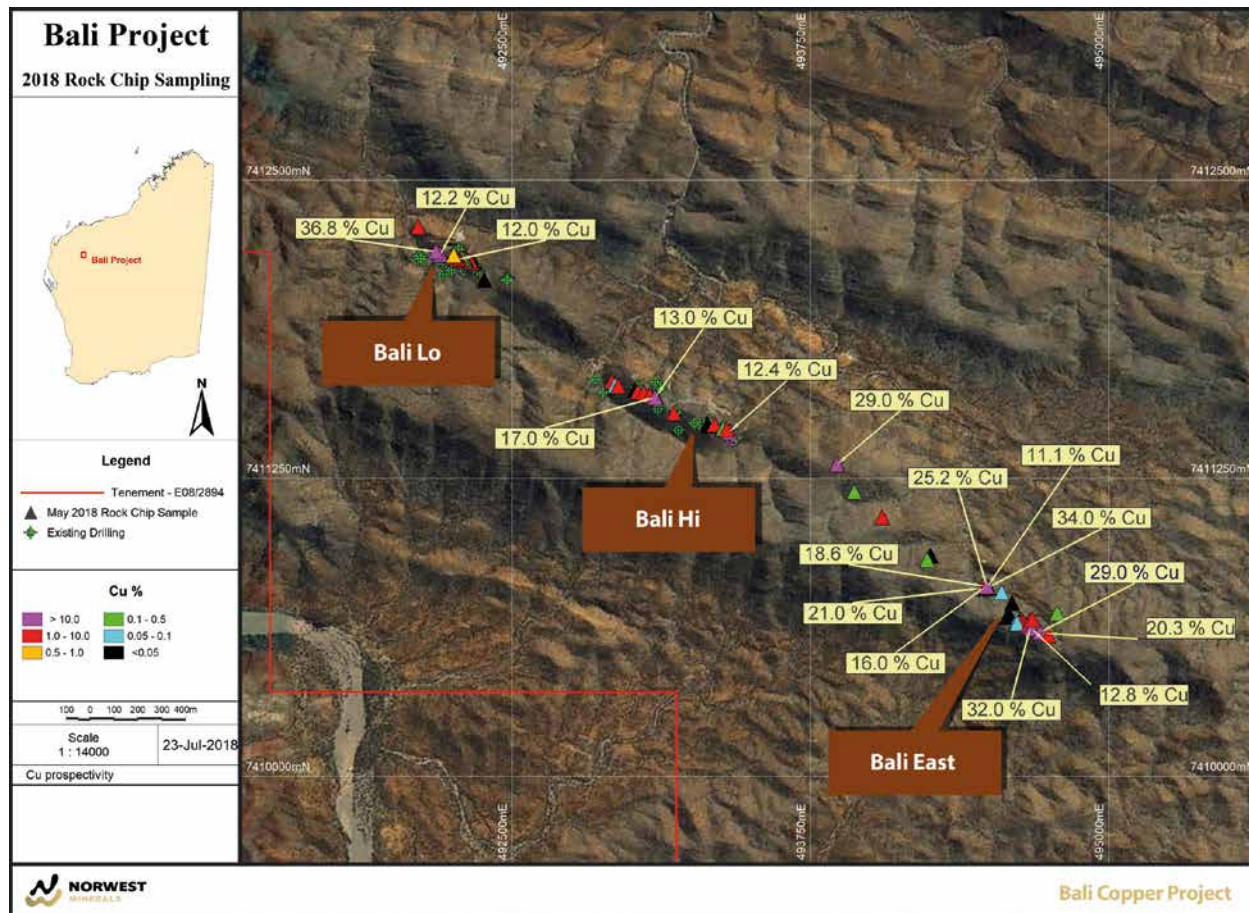 Bali Project
2018 Rock Chip Sampling
Bali Project
N
Legend
Tenement - E08/2894
May 2018 Rock Chip Sample
Existing Drilling
Cu %
> 10.0
1.0 - 10.0
0.5 - 1.0
0.1 - 0.5
0.05 - 0.1
<0.05
100 0 100 200 300 400m
Scale
1 : 14000
23-Jul-2018
Cu prospectivity
492500mE
493750mE
495000mE
7412500mN
7412500mN
12.2 % Cu
36.8 % Cu
12.0 % Cu
Bali Lo
13.0 % Cu
12.4 % Cu
17.0 % Cu
29.0 % Cu
7411250mN
7411250mN
Bali Hi
25.2 % Cu
11.1 % Cu
34.0 % Cu
18.6 % Cu
29.0 % Cu
21.0 % Cu
20.3 % Cu
16.0 % Cu
12.8 % Cu
32.0 % Cu
Bali East
7410000mN
7410000mN
492500mE
493750mE
495000mE
NORWEST
MINERALS
Bali Copper Project